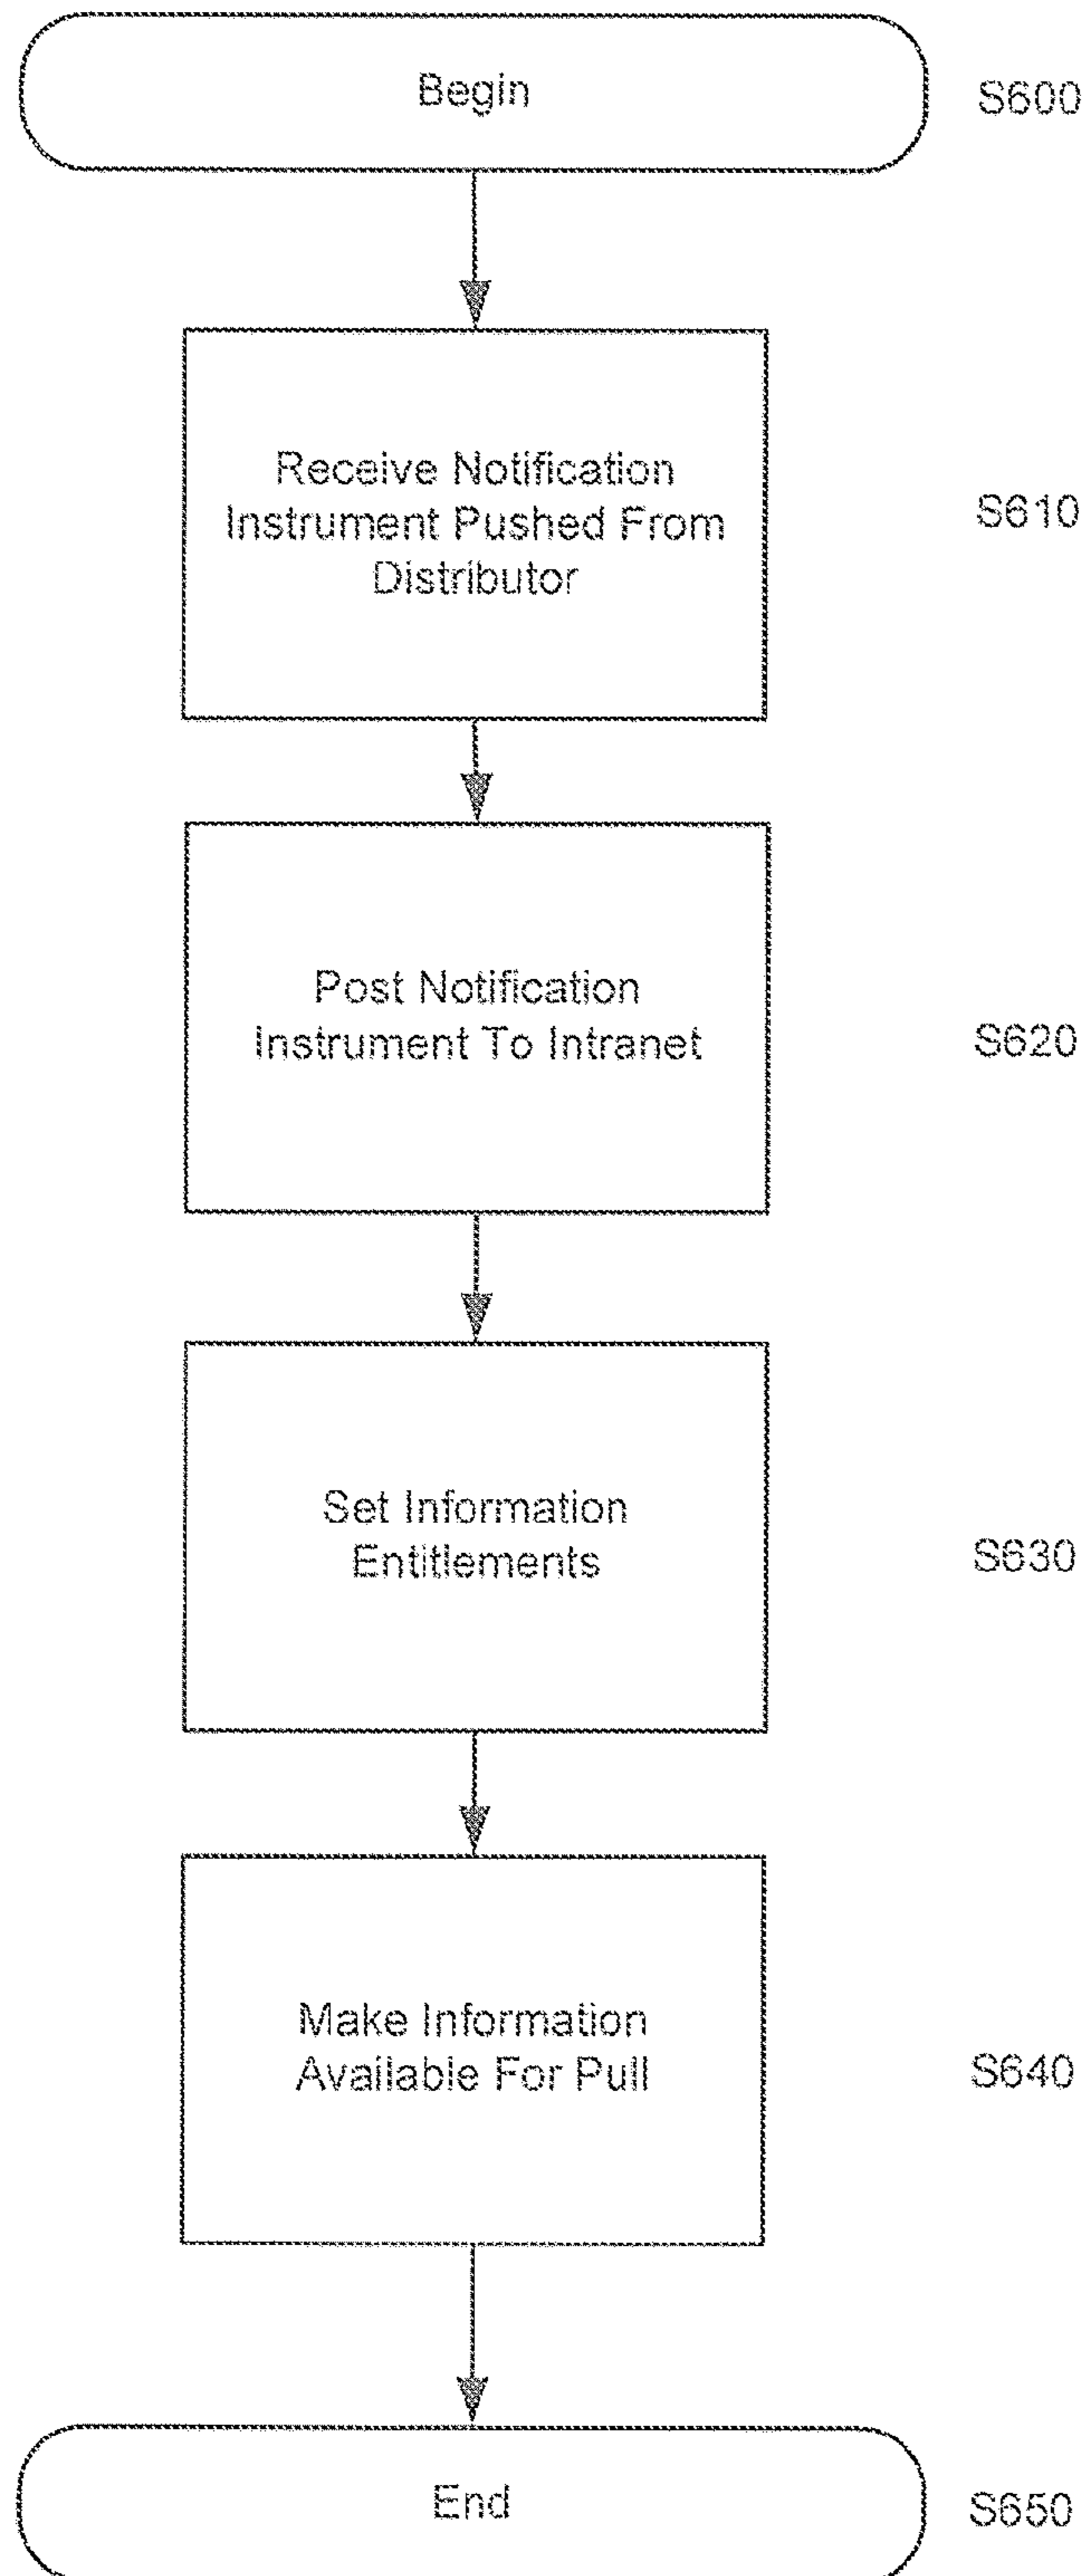 Begin
S600
Receive Notification
Instrument Pushed From
Distributor
S610
Post Notification
Instrument To Intranet
S620
Set Information
Entitlements
S630
Make Information
Available For Pull
S640
End
S650